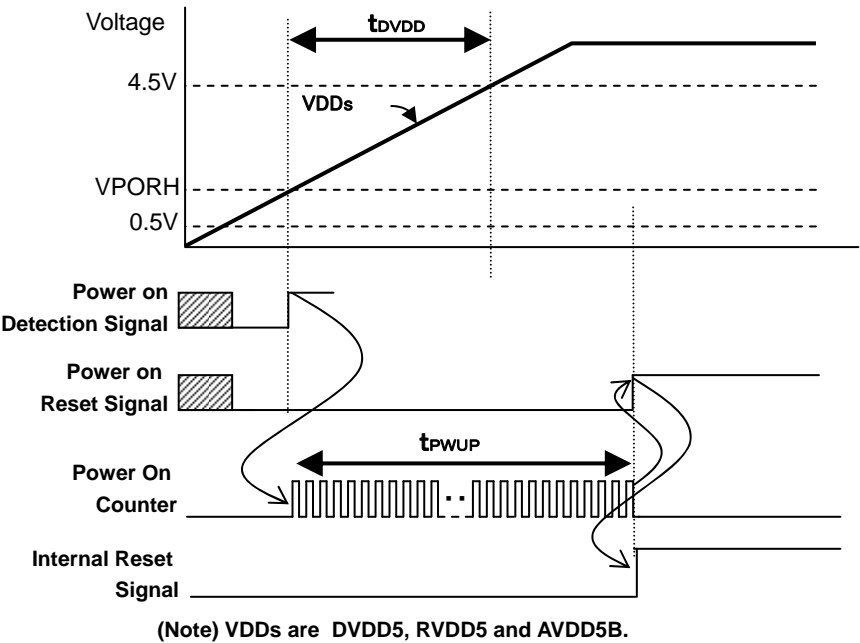 Voltage
tDVDD
4.5V
VDDs
VPORH
0.5V
Power on
Detection Signal
Power on
Reset Signal
tPWUP
Power On
Counter
Internal Reset
Signal
(Note) VDDs are DVDD5, RVDD5 and AVDD5B.